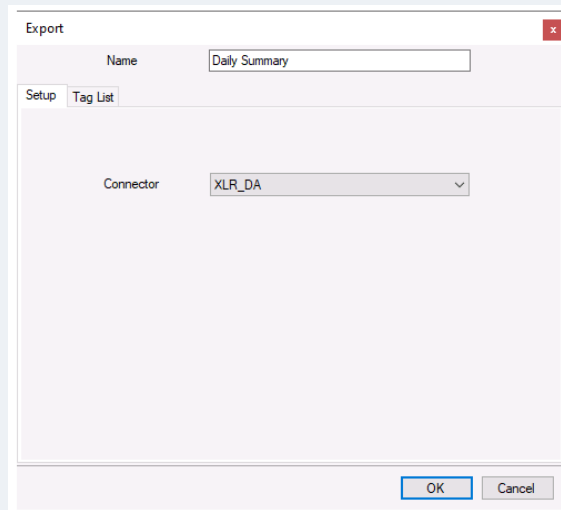 Export
x
Name Daily Summary
Setup Tag List
Connector XLR_DA
OK Cancel